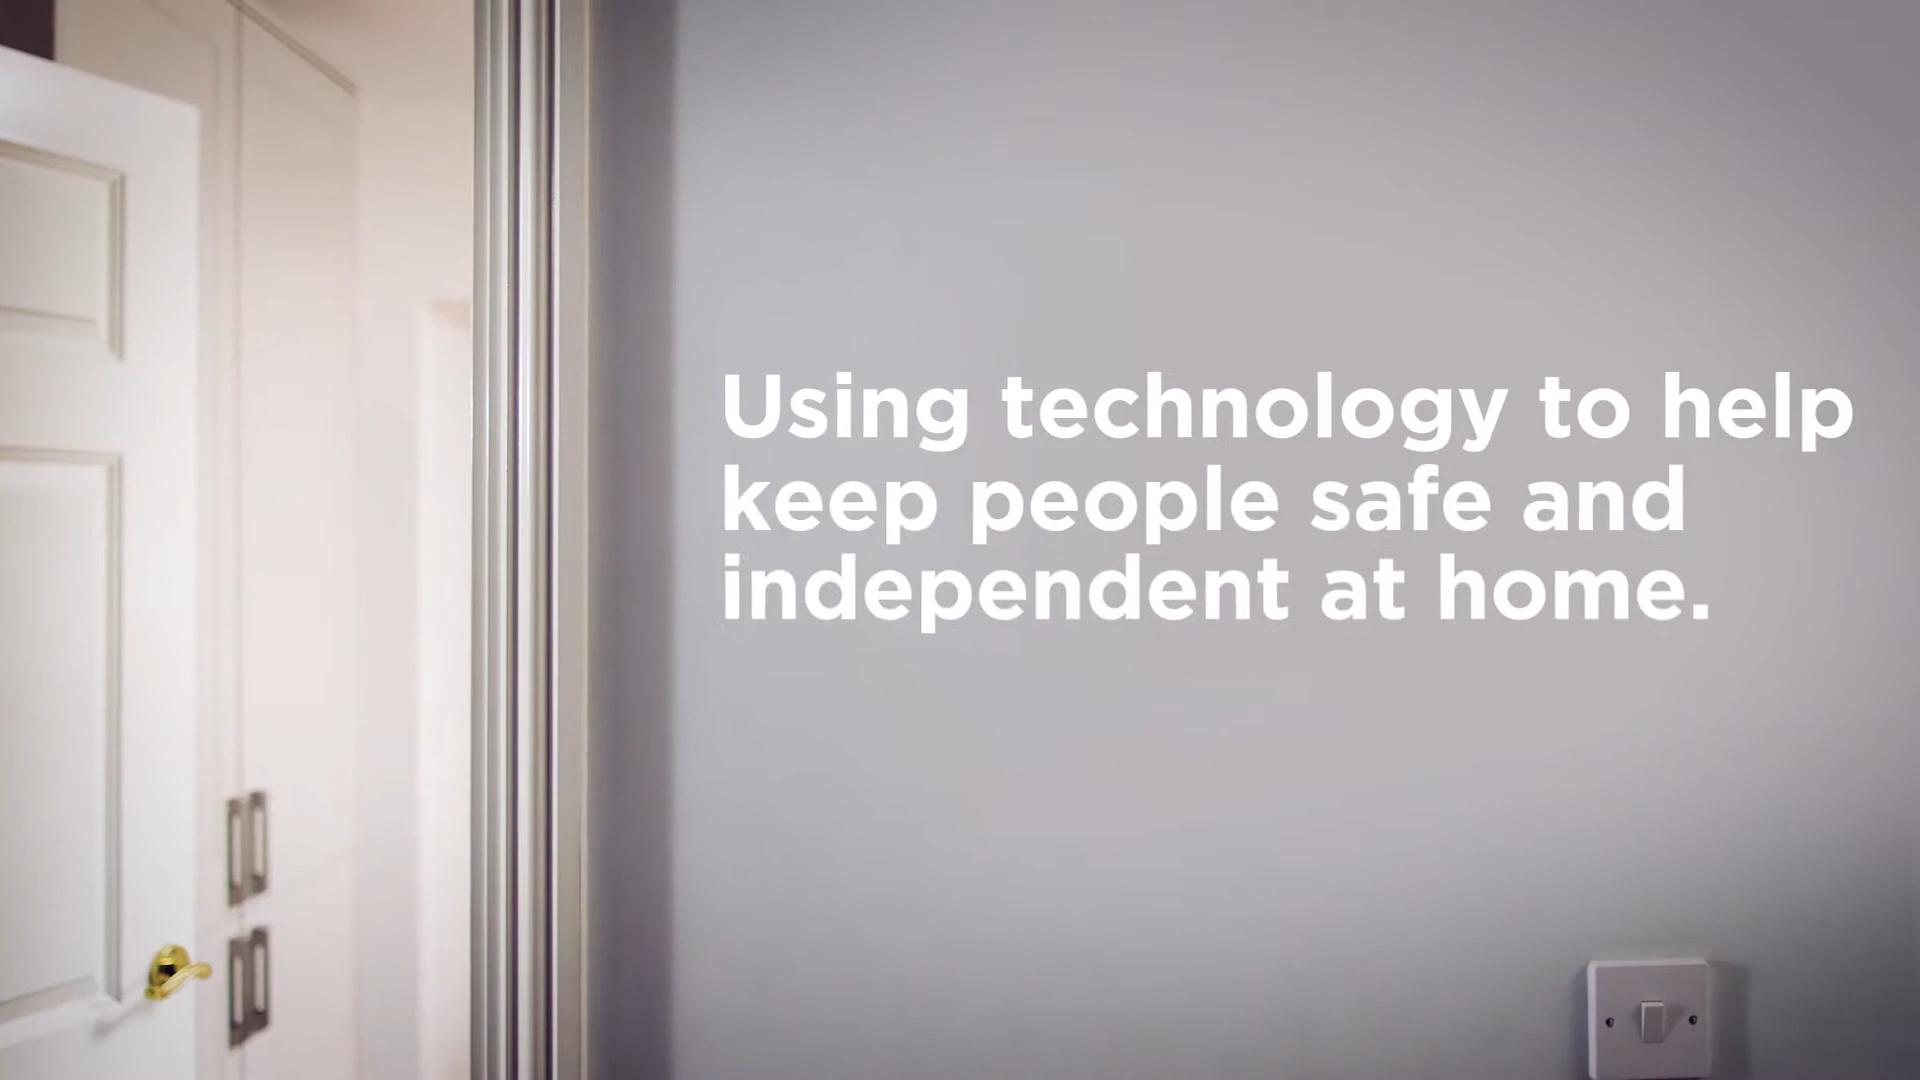 Using technology to help
keep people safe and
independent at home.